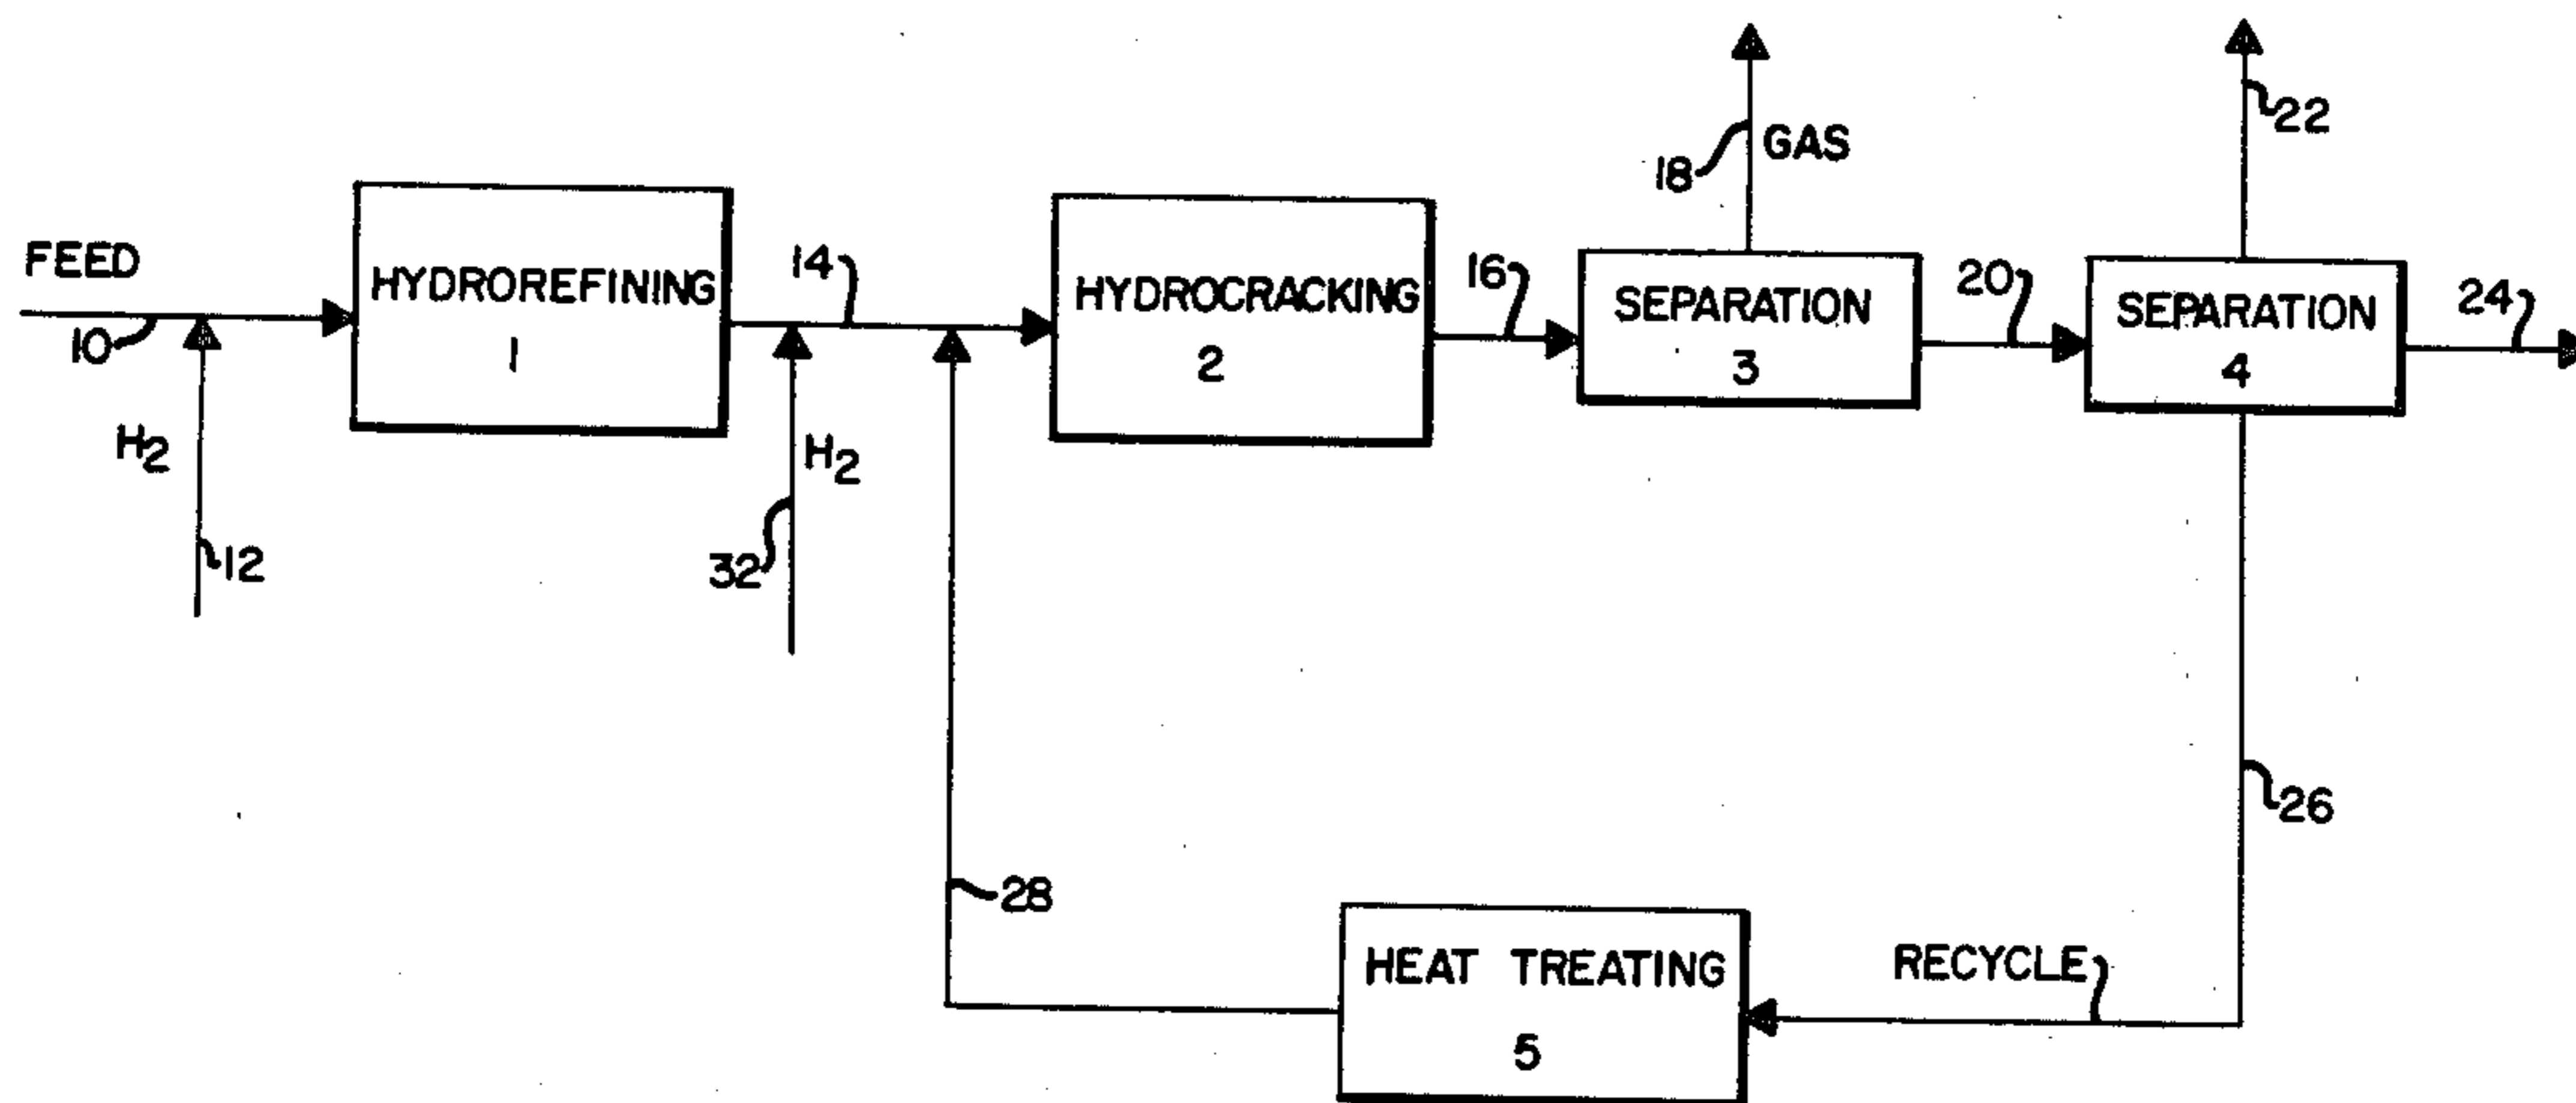 FEED
10
H2
12
HYDROREFINING
1
14
H2
32
HYDROCRACKING
2
16
18
GAS
SEPARATION
3
20
22
SEPARATION
4
24
26
RECYCLE
HEAT TREATING
5
28